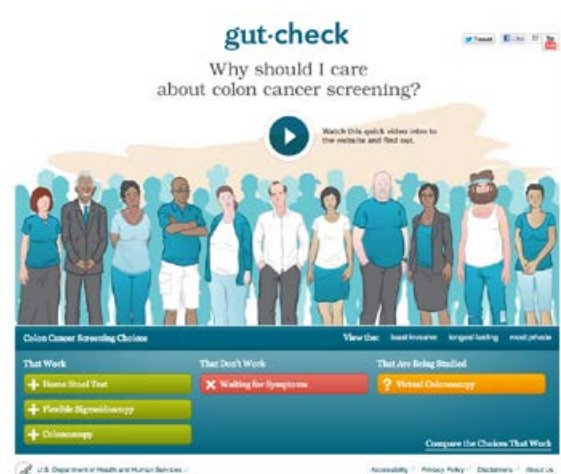 gut·check
Tweet
Like
Why should I care
about colon cancer screening?
Watch this quick video intro to
the website and find out.
Colon Cancer Screening Choices
View the: least invasive longest lasting most private
That Work That Don't Work That Are Being Studied
+ Home Stool Test × Waiting for Symptoms ? Virtual Colonoscopy
+ Flexible Sigmoidoscopy
+ Colonoscopy
Compare the Choices That Work
U.S. Department of Health and Human Services
Accessibility Privacy Policy Disclaimers About Us